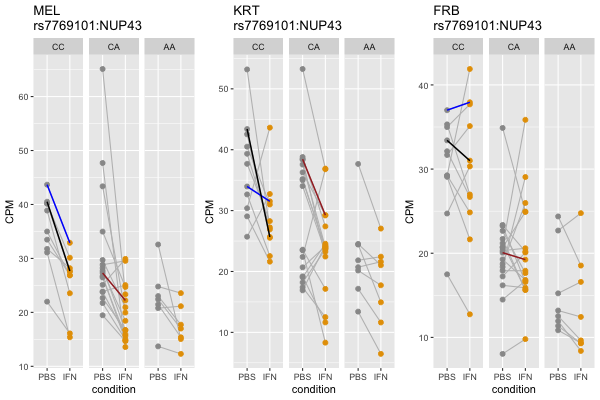 MEL
rs7769101:NUP43
CC CA AA
CPM
60
50
40
30
20
10
PBS IFN PBS IFN PBS IFN
condition
KRT
rs7769101:NUP43
CC CA AA
CPM
50
40
30
20
10
PBS IFN PBS IFN PBS IFN
condition
FRB
rs7769101:NUP43
CC CA AA
CPM
40
30
20
10
PBS IFN PBS IFN PBS IFN
condition